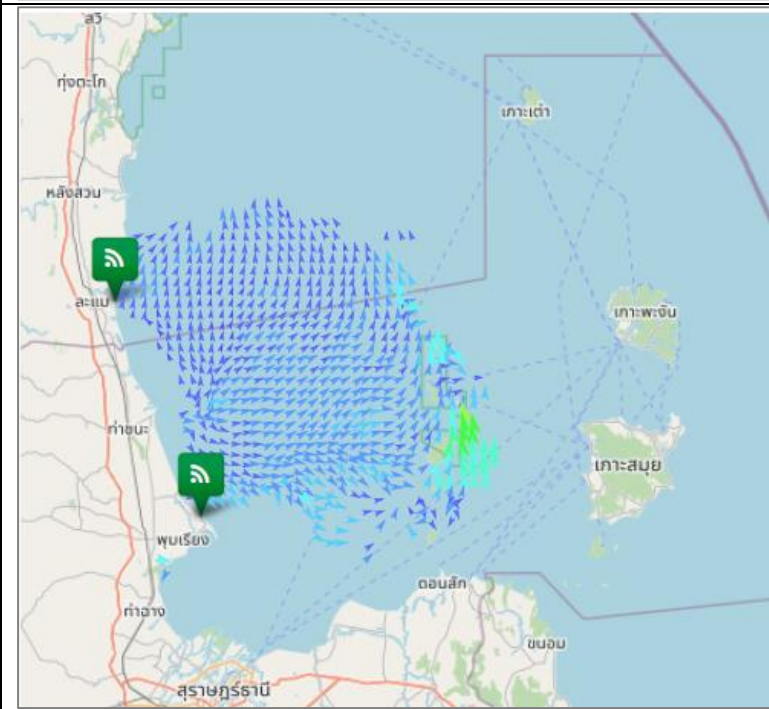 สวี
ทุ่งตะโก
เกาะเต่า
หลังสวน
ละแม
เกาะพะงัน
ท่าชนะ
เกาะสมุย
พุมเรียง
ดอนสัก
ท่าฉาง
ขนอม
สุราษฎร์ธานี